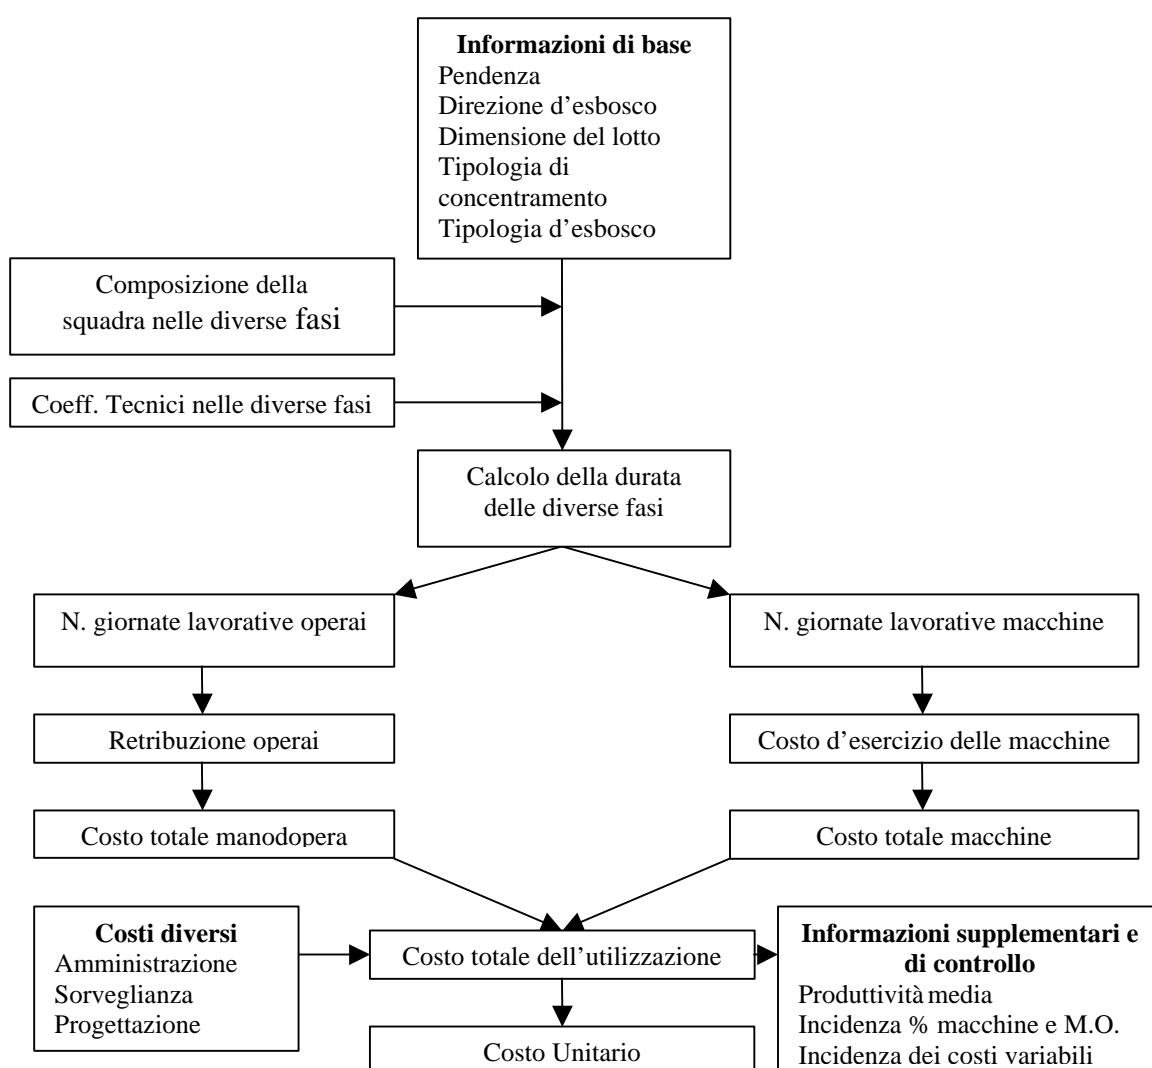 Informazioni di base
Pendenza
Direzione d’esbosco
Dimensione del lotto
Tipologia di
concentramento
Tipologia d’esbosco
Composizione della
squadra nelle diverse fasi
Coeff. Tecnici nelle diverse fasi
Calcolo della durata
delle diverse fasi
N. giornate lavorative operai
N. giornate lavorative macchine
Retribuzione operai
Costo d’esercizio delle macchine
Costo totale manodopera
Costo totale macchine
Costi diversi
Amministrazione
Sorveglianza
Progettazione
Costo totale dell’utilizzazione
Informazioni supplementari e
di controllo
Produttività media
Incidenza % macchine e M.O.
Incidenza dei costi variabili
Costo Unitario